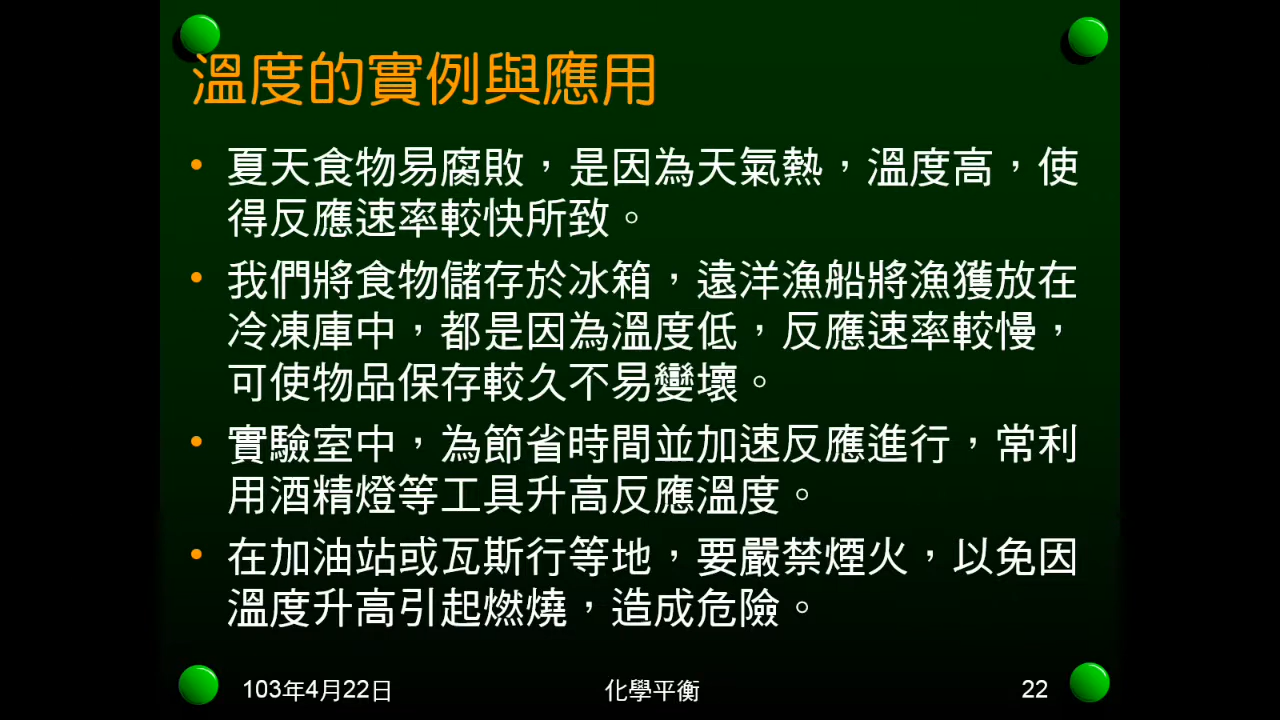 溫度的實例與應用
• 夏天食物易腐敗，是因為天氣熱，溫度高，使
得反應速率較快所致。
• 我們將食物儲存於冰箱，遠洋漁船將漁獲放在
冷凍庫中，都是因為溫度低，反應速率較慢，
可使物品保存較久不易變壞。
• 實驗室中，為節省時間並加速反應進行，常利
用酒精燈等工具升高反應溫度。
• 在加油站或瓦斯行等地，要嚴禁煙火，以免因
溫度升高引起燃燒，造成危險。
103年4月22日 化學平衡 22